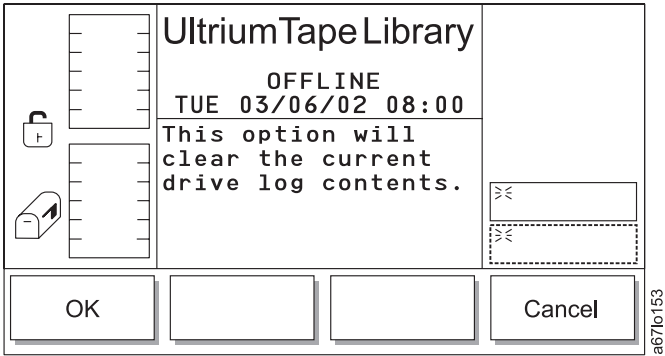 UltriumTape Library
OFFLINE
TUE 03/06/02 08:00
This option will
clear the current
drive log contents.
OK
Cancel
a67lo153